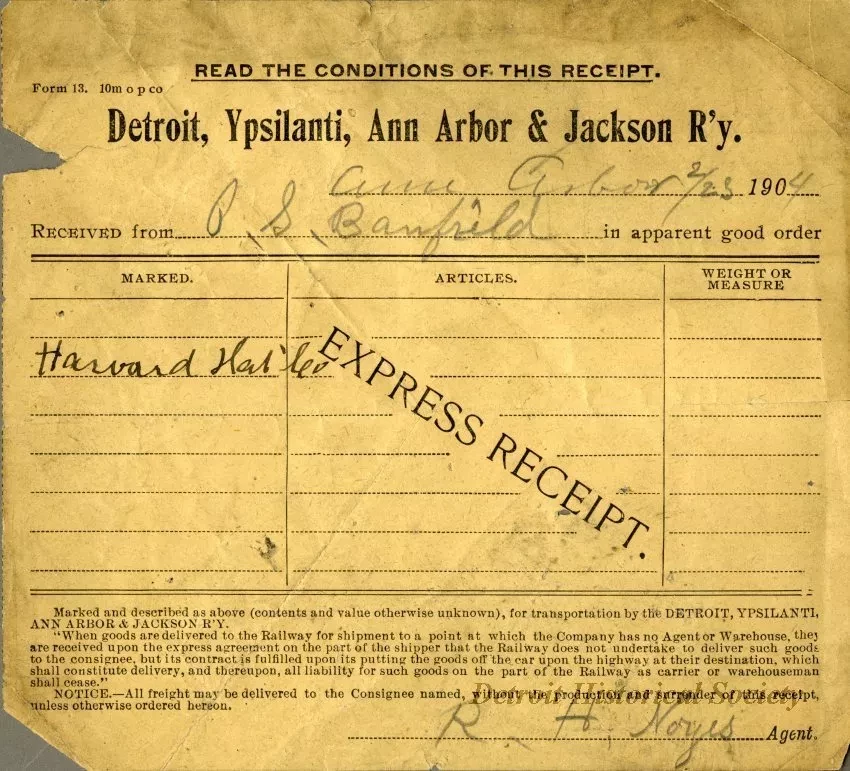 READ THE CONDITIONS OF THIS RECEIPT.
Form 13. 10m o p co
Detroit, Ypsilanti, Ann Arbor & Jackson R'y.
Ann Arbor 2/23 1904
RECEIVED from P. G. Banfield in apparent good order
MARKED. ARTICLES. WEIGHT OR MEASURE
Harvard Hat Co
EXPRESS RECEIPT.
Marked and described as above (contents and value otherwise unknown), for transportation by the DETROIT, YPSILANTI,
ANN ARBOR & JACKSON R'Y.
"When goods are delivered to the Railway for shipment to a point at which the Company has no Agent or Warehouse, they
are received upon the express agreement on the part of the shipper that the Railway does not undertake to deliver such goods
to the consignee, but its contract is fulfilled upon its putting the goods off the car upon the highway at their destination, which
shall constitute delivery, and thereupon, all liability for such goods on the part of the Railway as carrier or warehouseman
shall cease."
NOTICE.—All freight may be delivered to the Consignee named, without the production and surrender of this receipt,
unless otherwise ordered hereon.
Detroit Historical Society
R. H. Noyes Agent.